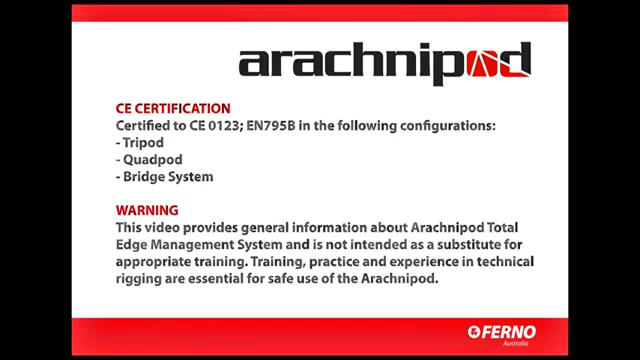 arachnipod
CE CERTIFICATION
Certified to CE 0123; EN795B in the following configurations:
- Tripod
- Quadpod
- Bridge System
WARNING
This video provides general information about Arachnipod Total
Edge Management System and is not intended as a substitute for
appropriate training. Training, practice and experience in technical
rigging are essential for safe use of the Arachnipod.
FERNO
Australia